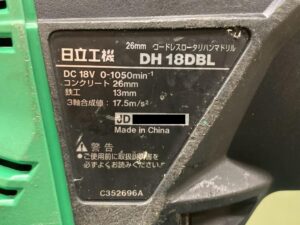 日立工機
26mm コードレスロータリハンマドリル
DH 18DBL
DC 18V 0-1050min⁻¹
コンクリート 26mm
鉄工 13mm
3軸合成値: 17.5m/s²
JD
Made in China
⚠ 警告
●ご使用前に取扱説明書を
必ずよくお読みください。
C352696A